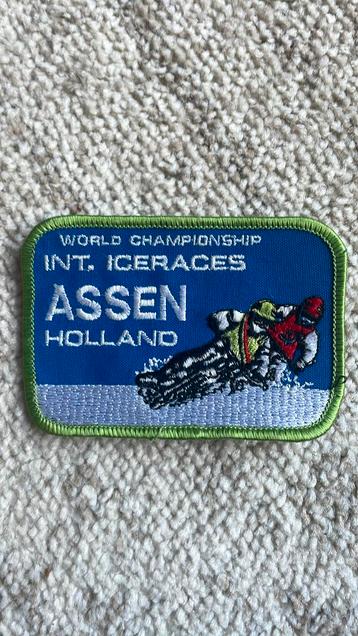 WORLD CHAMPIONSHIP
INT. ICERACES
ASSEN
HOLLAND